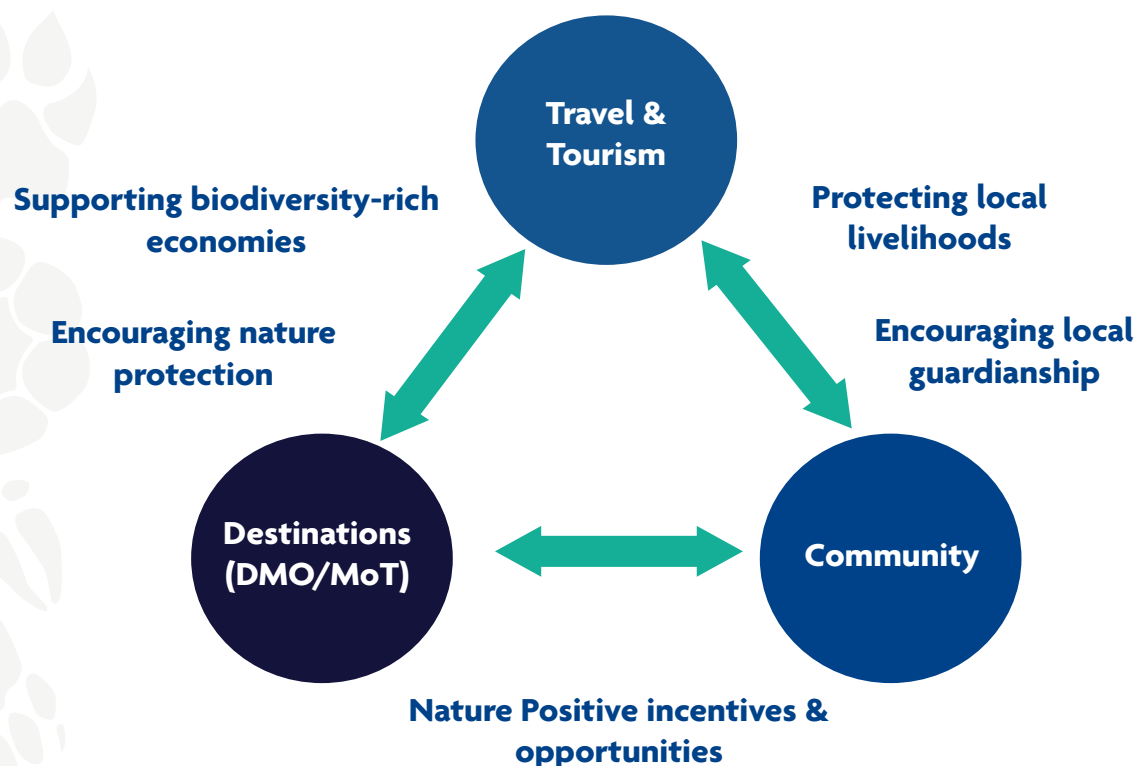 Travel &
Tourism
Supporting biodiversity-rich
economies
Protecting local
livelihoods
Encouraging nature
protection
Encouraging local
guardianship
Destinations
(DMO/MoT)
Community
Nature Positive incentives &
opportunities